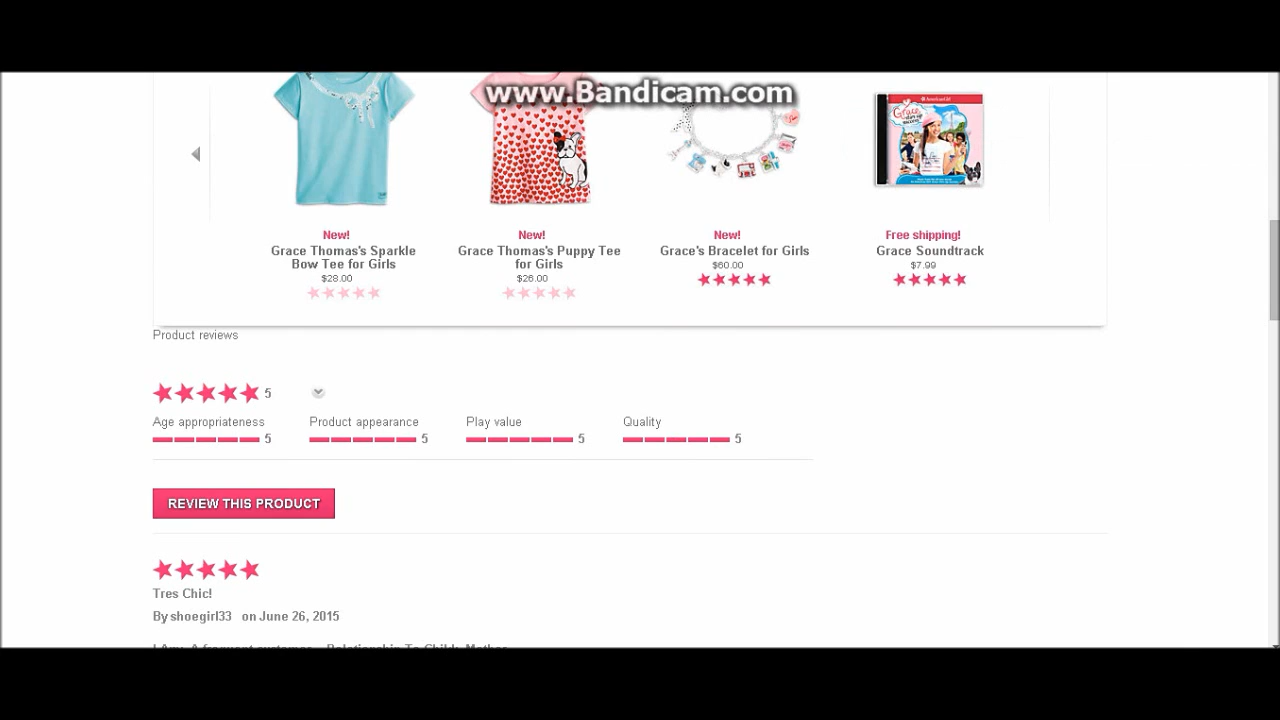 www.Bandicam.com
Grace
New!
Grace Thomas's Sparkle
Bow Tee for Girls
$28.00
New!
Grace Thomas's Puppy Tee
for Girls
$26.00
New!
Grace's Bracelet for Girls
$60.00
Free shipping!
Grace Soundtrack
$7.99
Product reviews
5
Age appropriateness
5
Product appearance
5
Play value
5
Quality
5
REVIEW THIS PRODUCT
Tres Chic!
By shoegirl33 on June 26, 2015